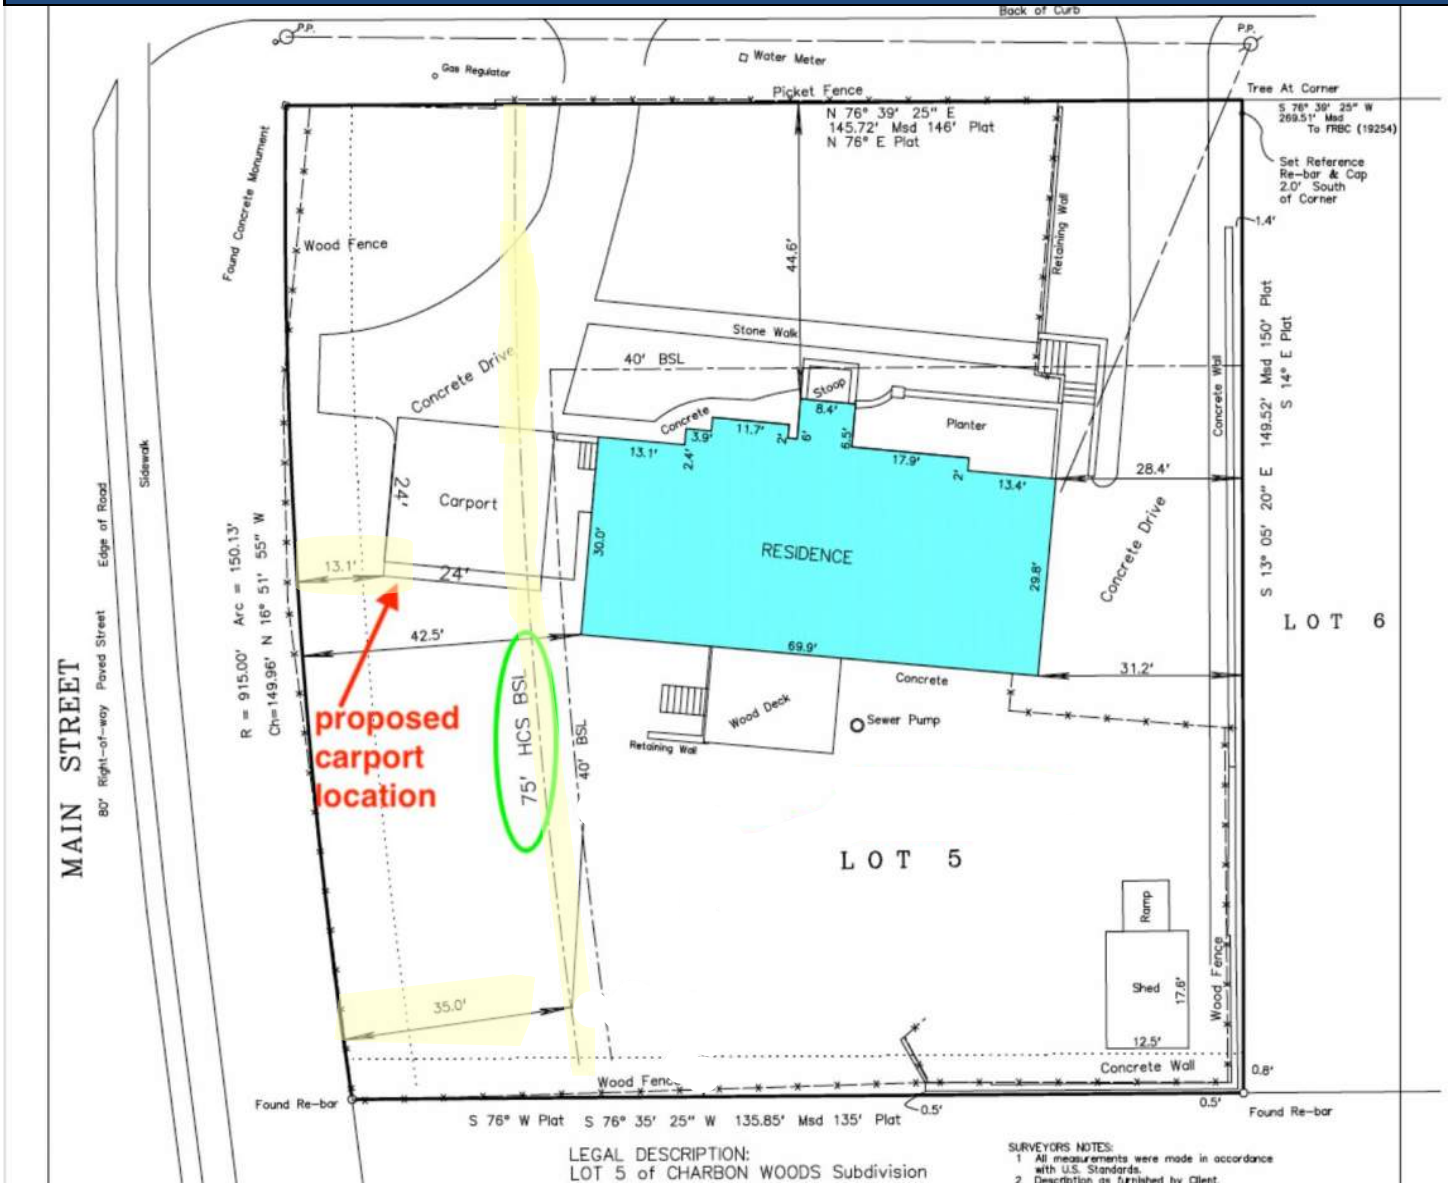 Back of Curb
P.P.
P.P.
Gas Regulator
Water Meter
Picket Fence
Tree At Corner
N 76° 39' 25" E
145.72' Msd 146' Plat
N 76° E Plat
S 76° 39' 25" W
269.51' Msd
To FRBC (19254)
Set Reference
Re-bar & Cap
2.0' South
of Corner
Found Concrete Monument
Wood Fence
Retaining Wall
1.4'
44.6'
Stone Walk
40' BSL
Concrete Drive
Stoop
8.4'
Concrete
Planter
3.9'
11.7'
2'
6'
6.5'
13.1'
2.4'
17.9'
2'
13.4'
28.4'
Concrete Wall
S 13° 05' 20" E 149.52' Msd 150' Plat
S 14° E Plat
Sidewalk
Edge of Road
24'
Carport
30.0'
RESIDENCE
29.8'
Concrete Drive
13.1'
24'
R = 915.00' Arc = 150.13'
Ch=149.96' N 16° 51' 55" W
42.5'
69.9'
31.2'
LOT 6
MAIN STREET
80' Right-of-way Paved Street
proposed
carport
location
75' HCS BSL
40' BSL
Concrete
Wood Deck
Sewer Pump
Retaining Wall
LOT 5
Ramp
Shed
17.6'
12.5'
Wood Fence
35.0'
Concrete Wall
0.8'
Wood Fenc
Found Re-bar
S 76° W Plat S 76° 35' 25" W 135.85' Msd 135' Plat
0.5'
0.5'
Found Re-bar
LEGAL DESCRIPTION:
LOT 5 of CHARBON WOODS Subdivision
SURVEYORS NOTES:
1 All measurements were made in accordance
with U.S. Standards.
2 Description as furnished by Client.